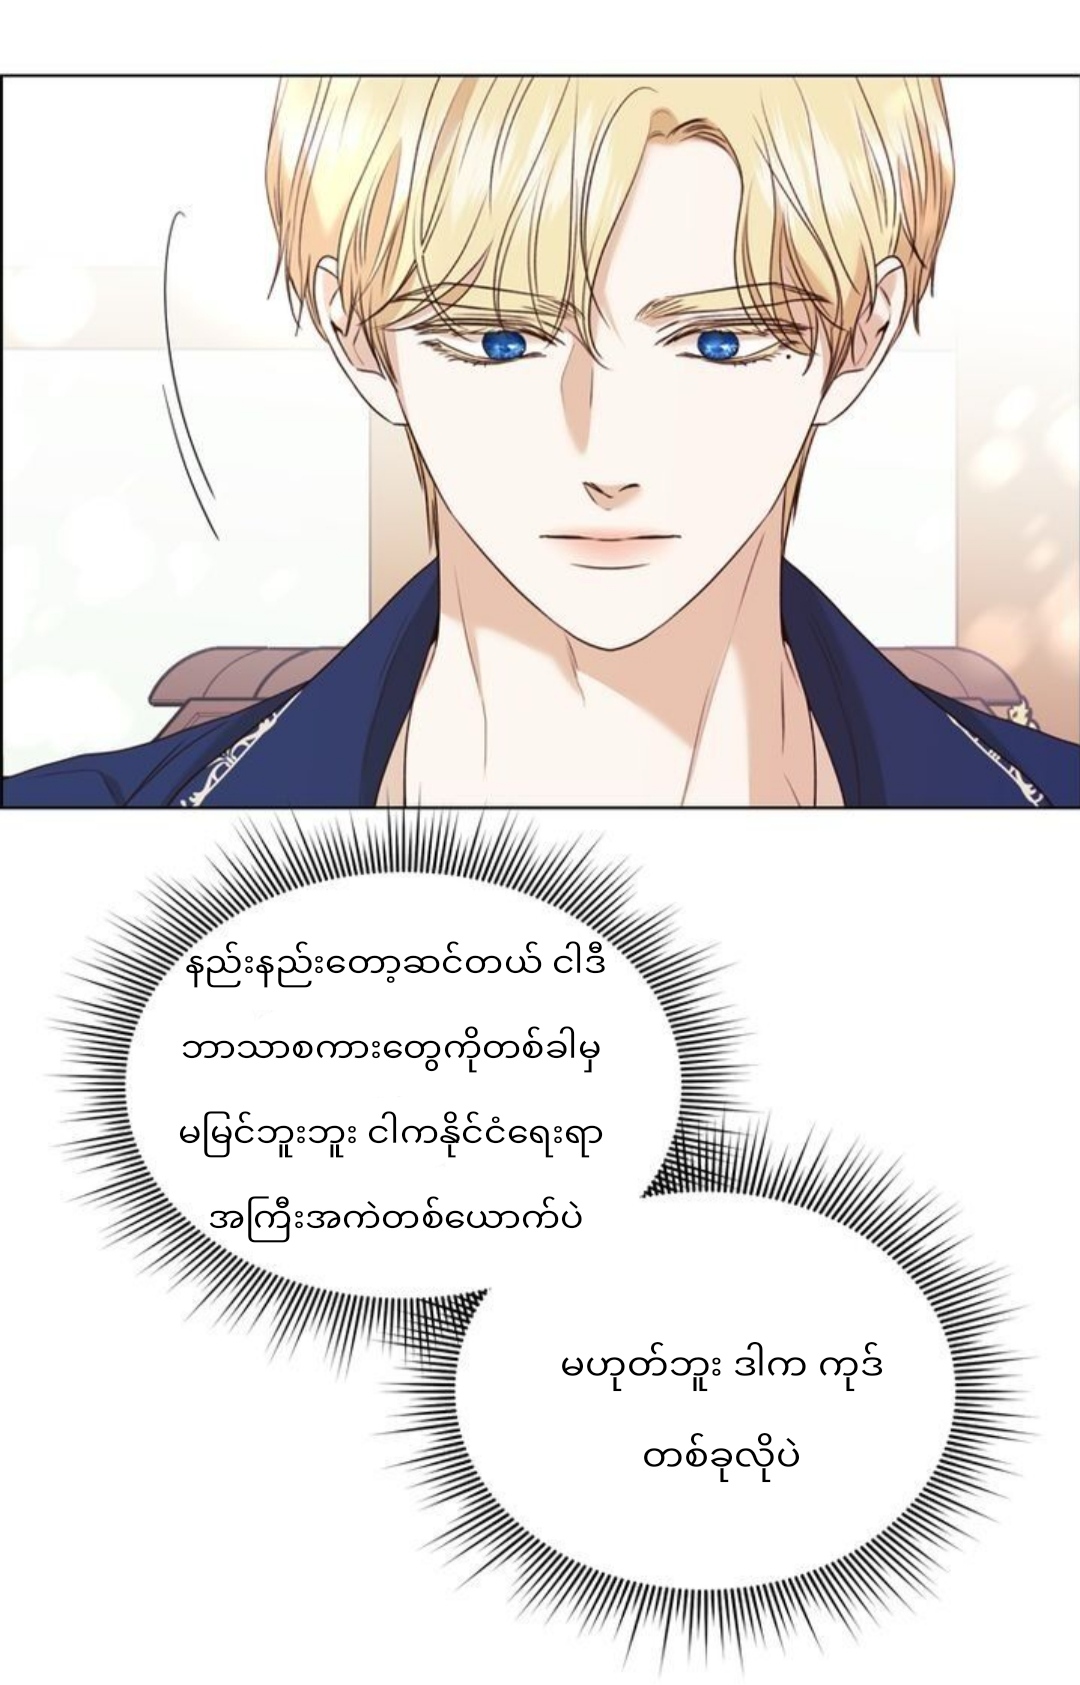 နည်းနည်းတော့ဆင်တယ် ငါဒီ
ဘာသာစကားတွေကိုတစ်ခါမှ
မမြင်ဘူးဘူး ငါကနိုင်ငံရေးရာ
အကြီးအကဲတစ်ယောက်ပဲ
မဟုတ်ဘူး ဒါက ကုဒ်
တစ်ခုလိုပဲ